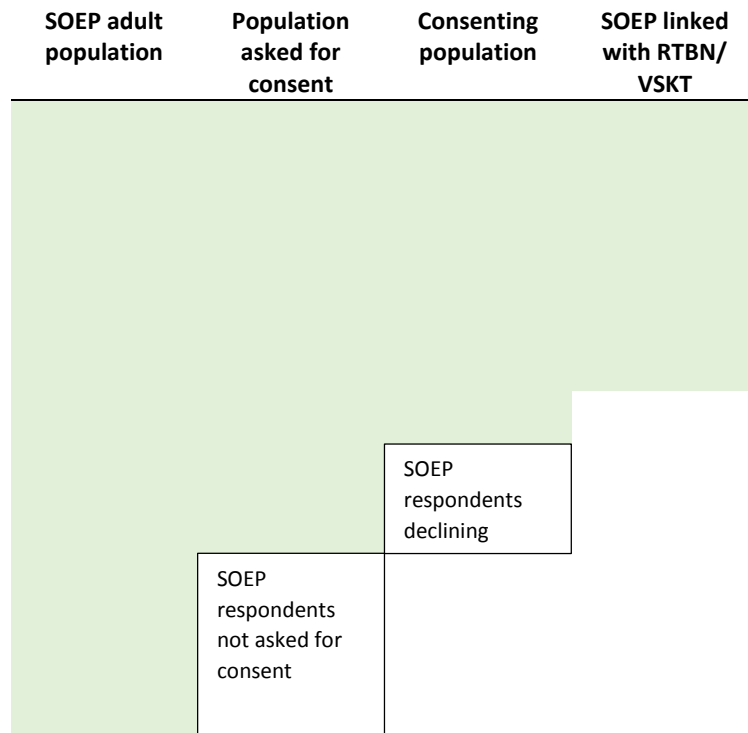 SOEP adult
population
Population
asked for
consent
Consenting
population
SOEP linked
with RTBN/
VSKT
SOEP
respondents
declining
SOEP
respondents
not asked for
consent